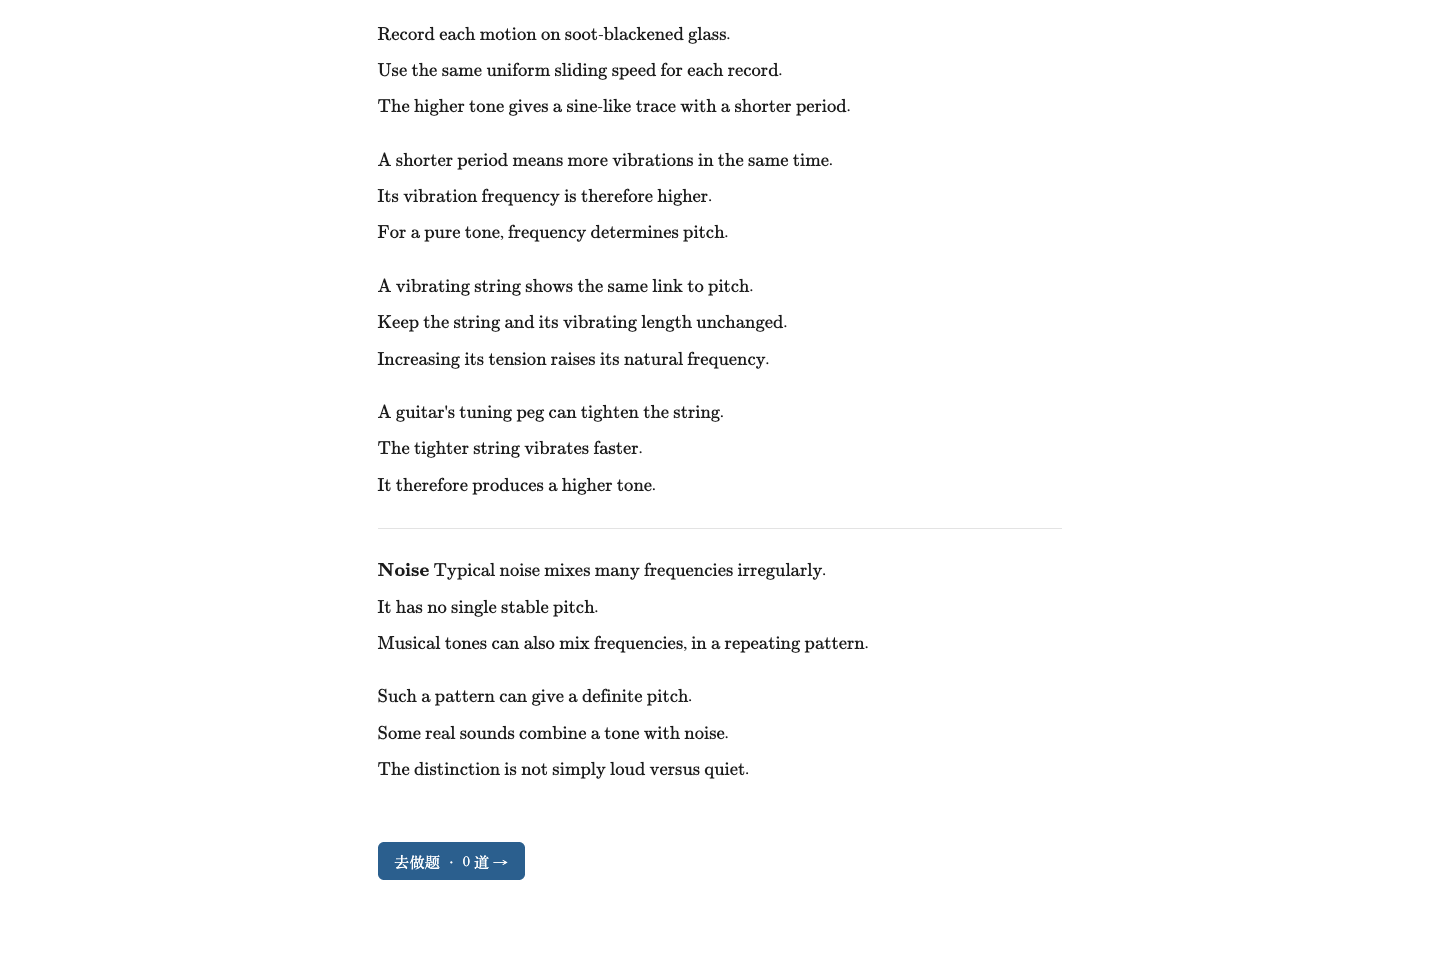 Record each motion on soot-blackened glass.
Use the same uniform sliding speed for each record.
The higher tone gives a sine-like trace with a shorter period.
A shorter period means more vibrations in the same time.
Its vibration frequency is therefore higher.
For a pure tone, frequency determines pitch.
A vibrating string shows the same link to pitch.
Keep the string and its vibrating length unchanged.
Increasing its tension raises its natural frequency.
A guitar's tuning peg can tighten the string.
The tighter string vibrates faster.
It therefore produces a higher tone.
Noise Typical noise mixes many frequencies irregularly.
It has no single stable pitch.
Musical tones can also mix frequencies, in a repeating pattern.
Such a pattern can give a definite pitch.
Some real sounds combine a tone with noise.
The distinction is not simply loud versus quiet.
去做题 · 0 道 →